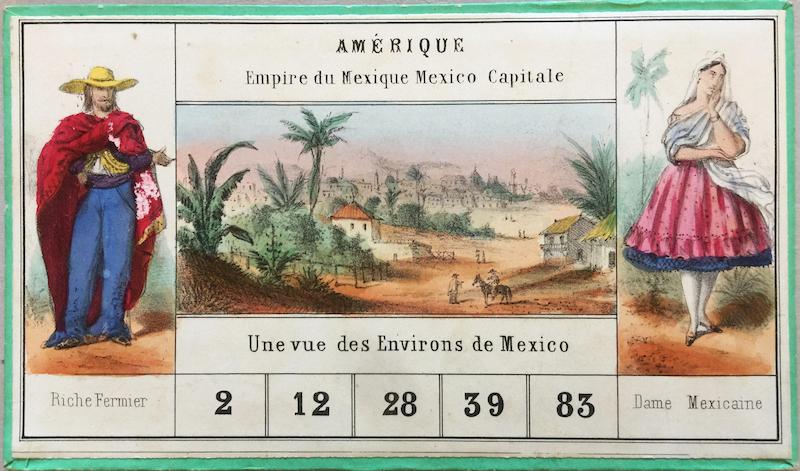 AMÉRIQUE
Empire du Mexique Mexico Capitale
Une vue des Environs de Mexico
Riche Fermier
2 12 28 39 83
Dame Mexicaine